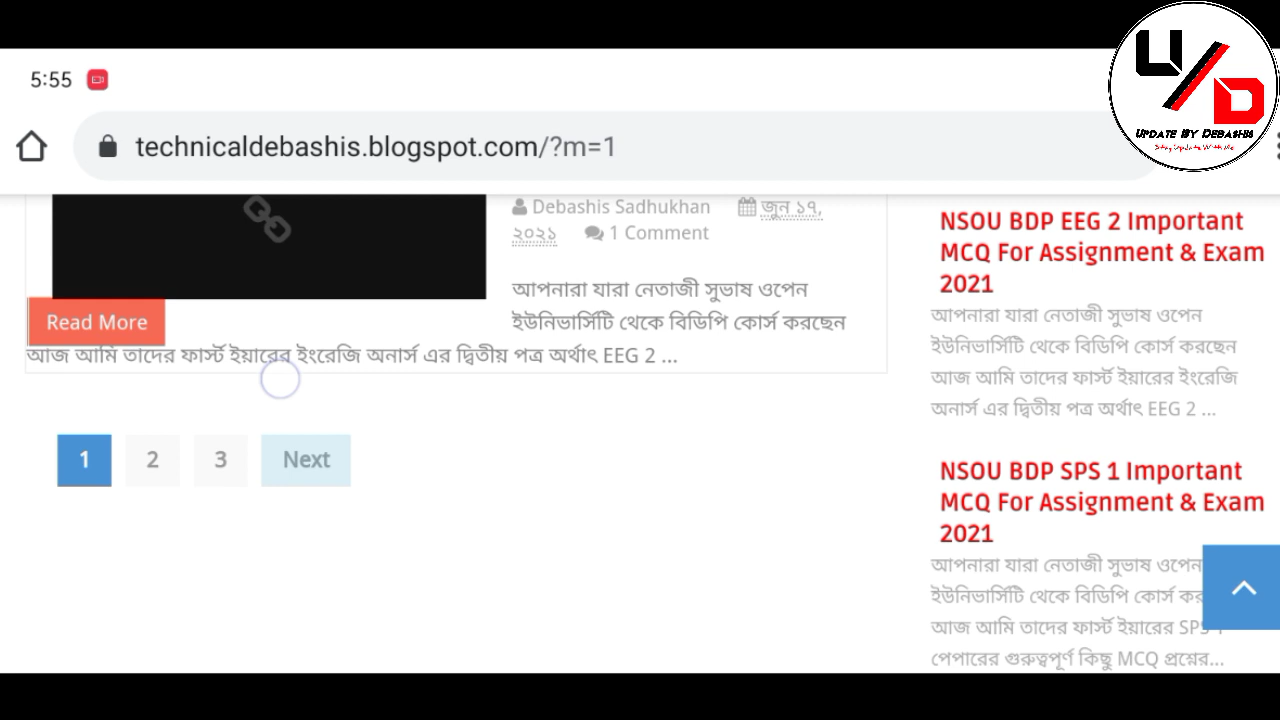 5:55
technicaldebashis.blogspot.com/?m=1
UPDATE BY DEBASHIS
Stay Update With Me
Debashis Sadhukhan জুন ১৭,
২০২১ 1 Comment
আপনারা যারা নেতাজী সুভাষ ওপেন
ইউনিভার্সিটি থেকে বিডিপি কোর্স করছেন
Read More
আজ আমি তাদের ফার্স্ট ইয়ারের ইংরেজি অনার্স এর দ্বিতীয় পত্র অর্থাৎ EEG 2 ...
1 2 3 Next
NSOU BDP EEG 2 Important
MCQ For Assignment & Exam
2021
আপনারা যারা নেতাজী সুভাষ ওপেন
ইউনিভার্সিটি থেকে বিডিপি কোর্স করছেন
আজ আমি তাদের ফার্স্ট ইয়ারের ইংরেজি
অনার্স এর দ্বিতীয় পত্র অর্থাৎ EEG 2 ...
NSOU BDP SPS 1 Important
MCQ For Assignment & Exam
2021
আপনারা যারা নেতাজী সুভাষ ওপেন
ইউনিভার্সিটি থেকে বিডিপি কোর্স
আজ আমি তাদের ফার্স্ট ইয়ারের
পেপারের গুরুত্বপূর্ণ কিছু MCQ প্রশ্নের...